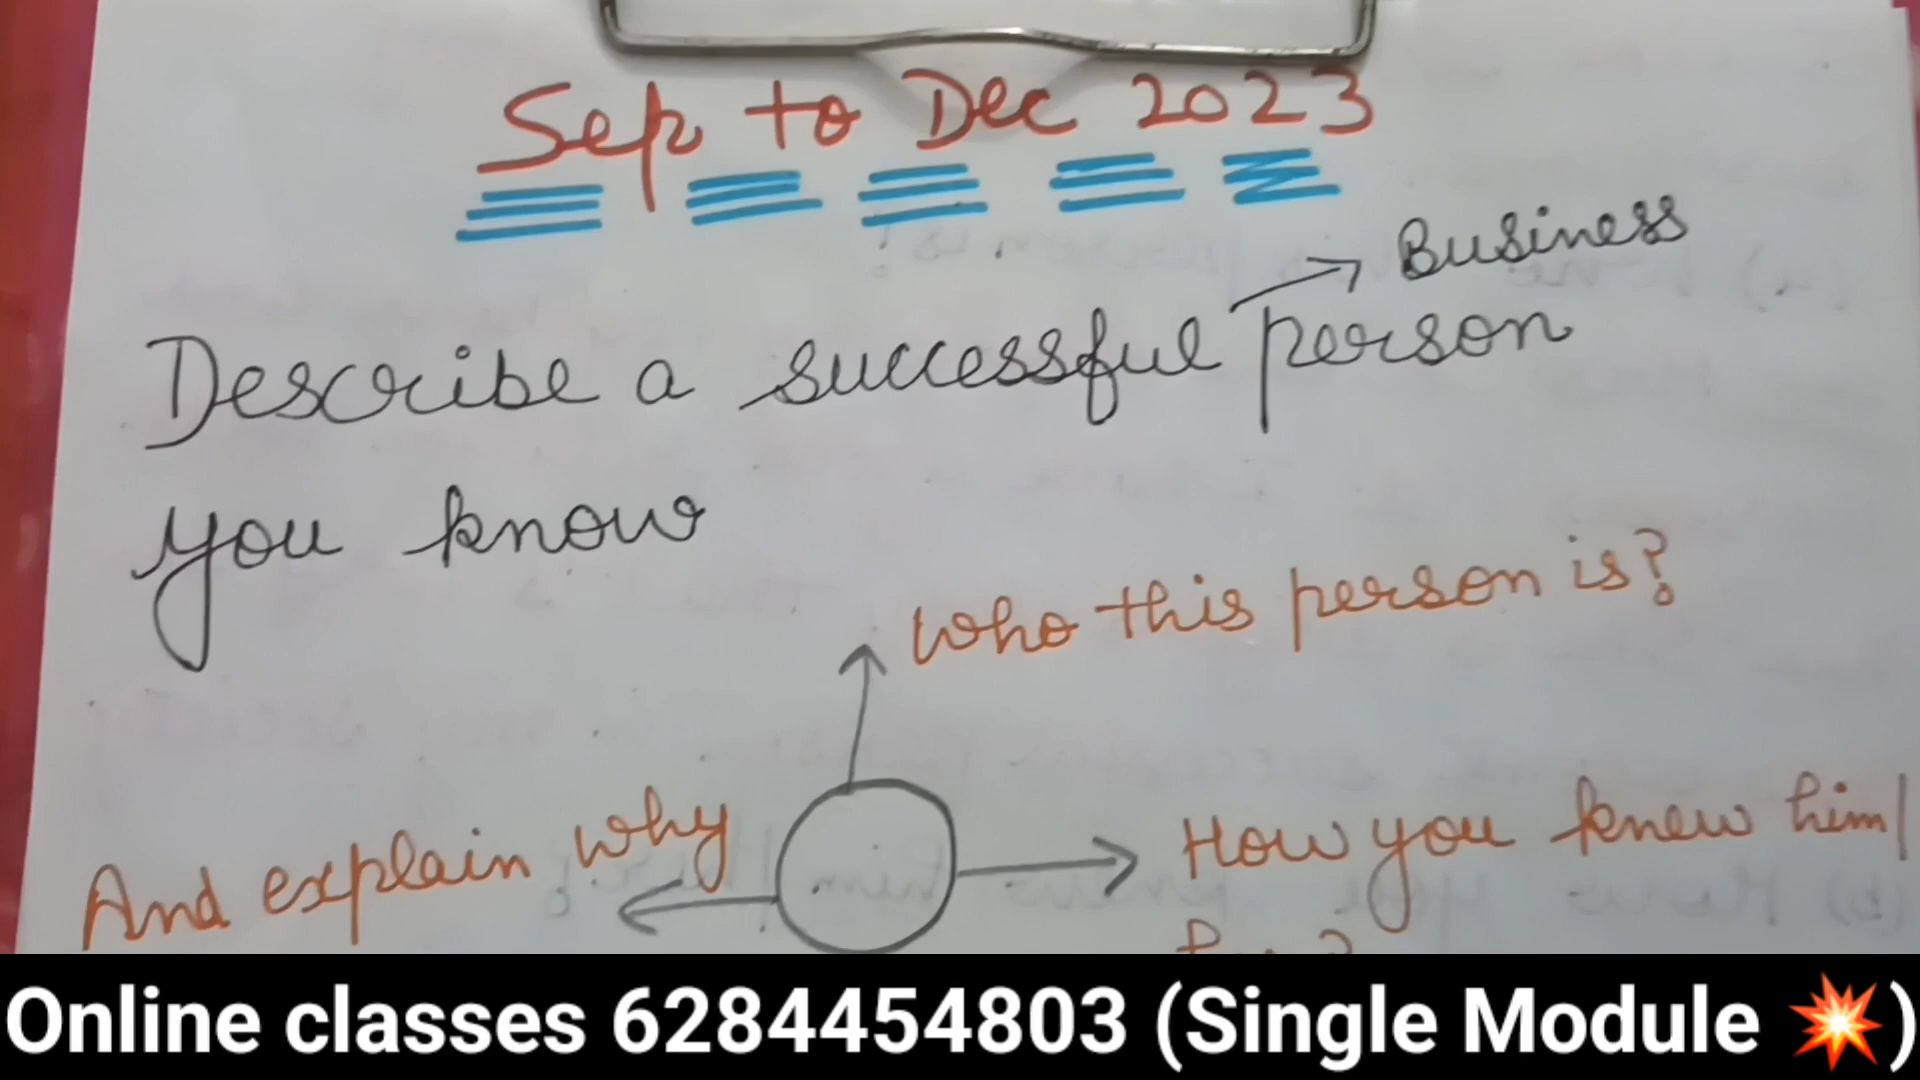 Sep to Dec 2023
Business
Describe a successful person
you know
Who this person is?
And explain why
How you knew him/
Online classes 6284454803 (Single Module 💥)